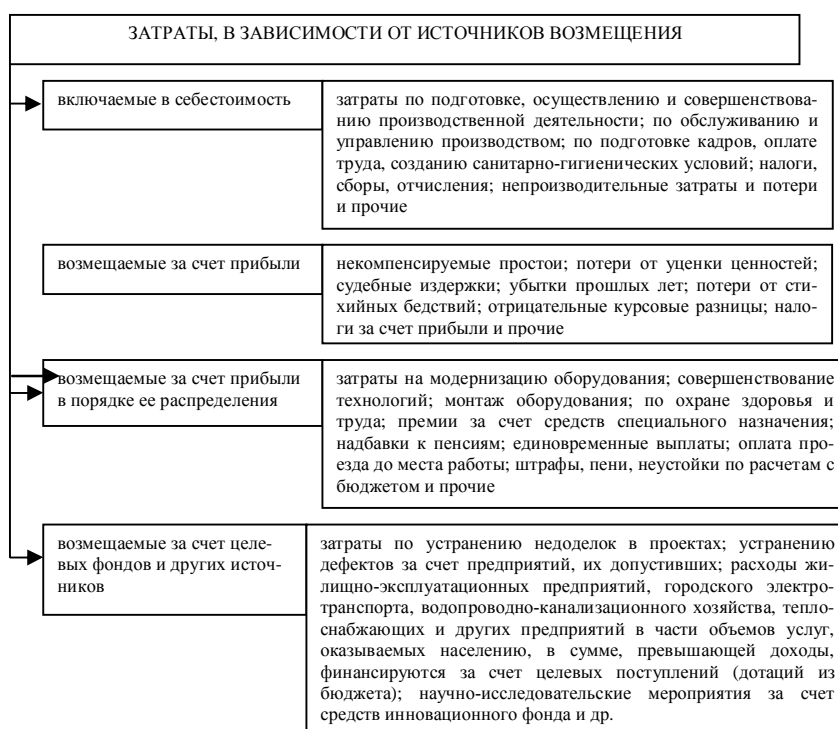 ЗАТРАТЫ, В ЗАВИСИМОСТИ ОТ ИСТОЧНИКОВ ВОЗМЕЩЕНИЯ
включаемые в себестоимость
затраты по подготовке, осуществлению и совершенствова-
нию производственной деятельности; по обслуживанию и
управлению производством; по подготовке кадров, оплате
труда, созданию санитарно-гигиенических условий; налоги,
сборы, отчисления; непроизводительные затраты и потери
и прочие
возмещаемые за счет прибыли
некомпенсируемые простои; потери от уценки ценностей;
судебные издержки; убытки прошлых лет; потери от сти-
хийных бедствий; отрицательные курсовые разницы; нало-
ги за счет прибыли и прочие
возмещаемые за счет прибыли
в порядке ее распределения
затраты на модернизацию оборудования; совершенствование
технологий; монтаж оборудования; по охране здоровья и
труда; премии за счет средств специального назначения;
надбавки к пенсиям; единовременные выплаты; оплата про-
езда до места работы; штрафы, пени, неустойки по расчетам с
бюджетом и прочие
возмещаемые за счет целе-
вых фондов и других источ-
ников
затраты по устранению недоделок в проектах; устранению
дефектов за счет предприятий, их допустивших; расходы жи-
лищно-эксплуатационных предприятий, городского электро-
транспорта, водопроводно-канализационного хозяйства, тепло-
снабжающих и других предприятий в части объемов услуг,
оказываемых населению, в сумме, превышающей доходы,
финансируются за счет целевых поступлений (дотаций из
бюджета); научно-исследовательские мероприятия за счет
средств инновационного фонда и др.